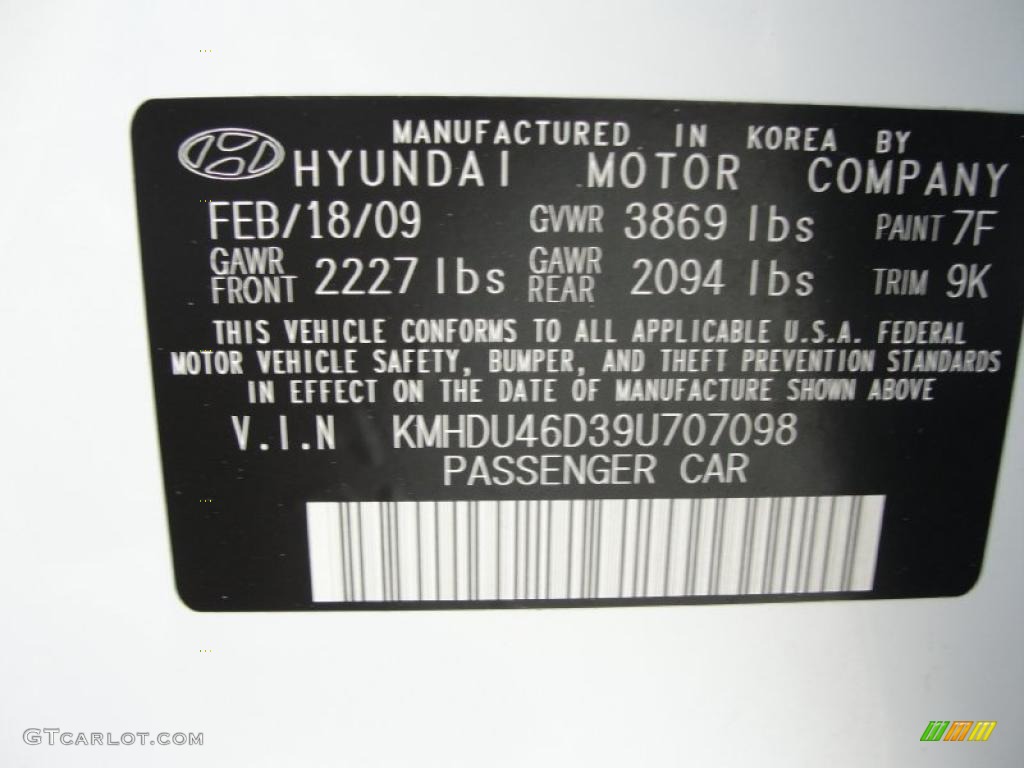 MANUFACTURED IN KOREA BY
HYUNDAI MOTOR COMPANY
FEB/18/09 GVWR 3869 lbs PAINT 7F
GAWR FRONT 2227 lbs GAWR REAR 2094 lbs TRIM 9K
THIS VEHICLE CONFORMS TO ALL APPLICABLE U.S.A. FEDERAL
MOTOR VEHICLE SAFETY, BUMPER, AND THEFT PREVENTION STANDARDS
IN EFFECT ON THE DATE OF MANUFACTURE SHOWN ABOVE
V.I.N KMHDU46D39U707098
PASSENGER CAR
GTCARLOT.COM